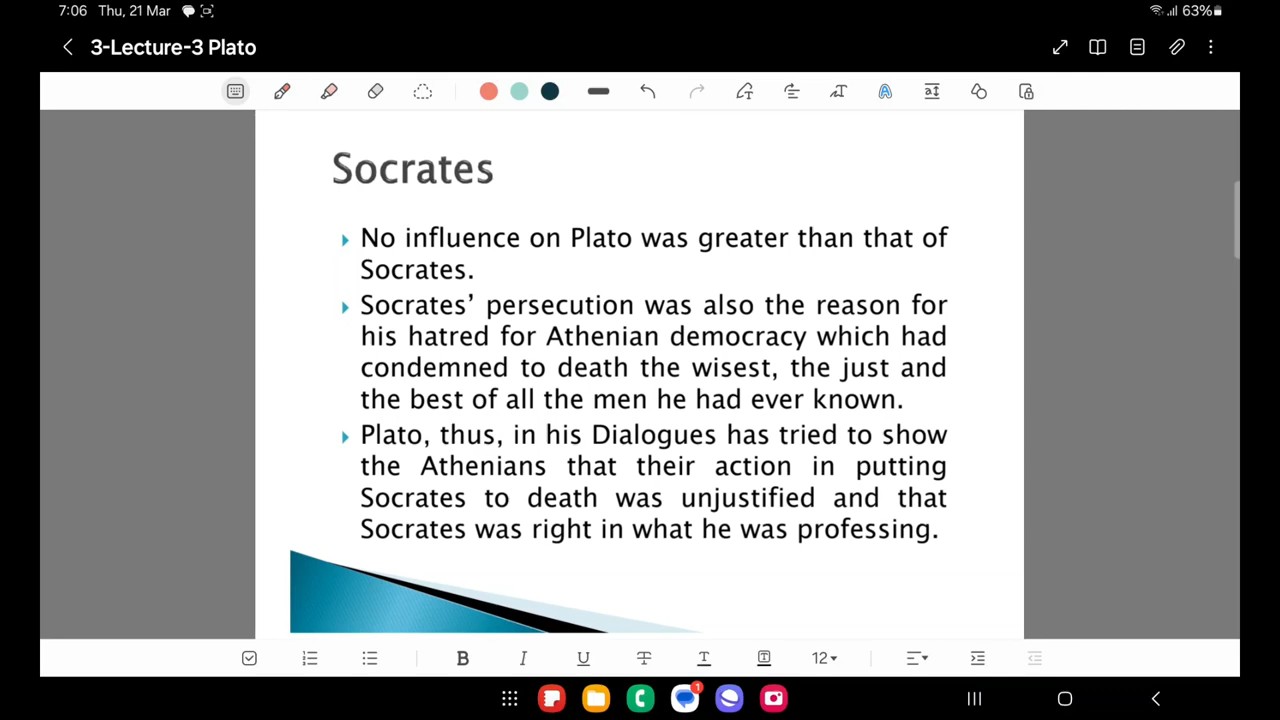 7:06 Thu, 21 Mar
63%
3-Lecture-3 Plato
Socrates
No influence on Plato was greater than that of
Socrates.
Socrates’ persecution was also the reason for
his hatred for Athenian democracy which had
condemned to death the wisest, the just and
the best of all the men he had ever known.
Plato, thus, in his Dialogues has tried to show
the Athenians that their action in putting
Socrates to death was unjustified and that
Socrates was right in what he was professing.
B I U T T T 12
1